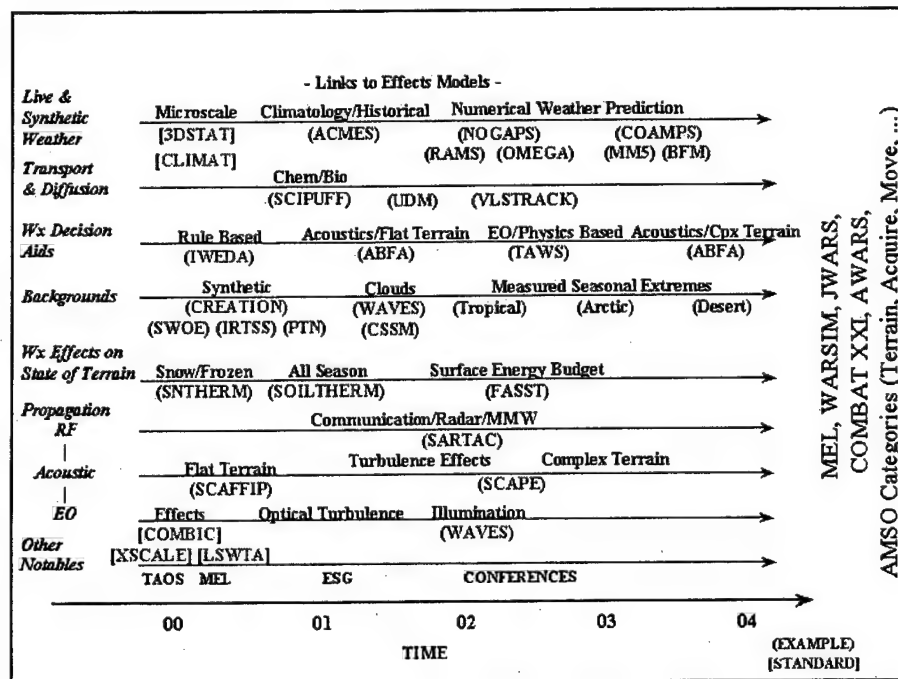 - Links to Effects Models -
Live &
Synthetic
Weather
Microscale Climatology/Historical Numerical Weather Prediction
[3DSTAT] (ACMES) (NOGAPS) (COAMPS)
[CLIMAT] (RAMS) (OMEGA) (MM5) (BFM)
Transport
& Diffusion
Chem/Bio
(SCIPUFF) (UDM) (VLSTRACK)
Wx Decision
Aids
Rule Based Acoustics/Flat Terrain EO/Physics Based Acoustics/Cpx Terrain
(IWEDA) (ABFA) (TAWS) (ABFA)
Backgrounds
Synthetic Clouds Measured Seasonal Extremes
(CREATION) (WAVES) (Tropical) (Arctic) (Desert)
(SWOE) (IRTSS) (PTN) (CSSM)
Wx Effects on
State of Terrain
Snow/Frozen All Season Surface Energy Budget
(SNTHERM) (SOILTHERM) (FASST)
Propagation
RF
Communication/Radar/MMW
(SARTAC)
Acoustic
Flat Terrain Turbulence Effects Complex Terrain
(SCAFFIP) (SCAPE)
EO
Effects Optical Turbulence Illumination
[COMBIC] (WAVES)
Other
Notables
[XSCALE] [LSWTA]
TAOS MEL ESG CONFERENCES
00 01 02 03 04
TIME
(EXAMPLE)
[STANDARD]
MEL, WARSIM, JWARS,
COMBAT XXI, AWARS,
AMSO Categories (Terrain, Acquire, Move, ...)